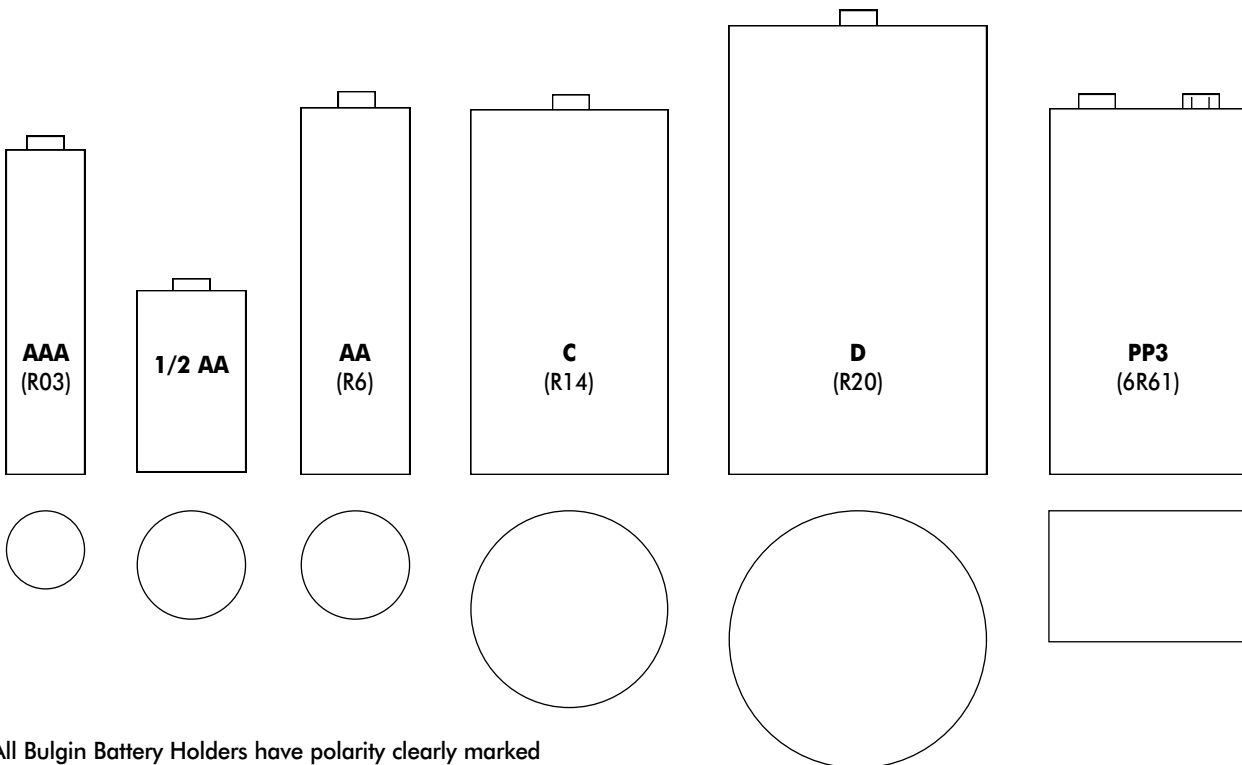 AAA
(R03)
1/2 AA
AA
(R6)
C
(R14)
D
(R20)
PP3
(6R61)
All Bulgin Battery Holders have polarity clearly marked